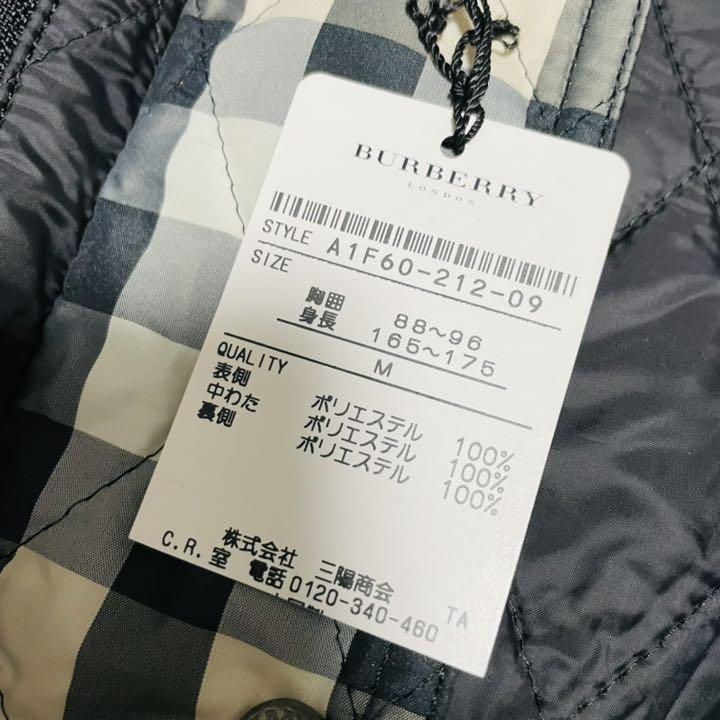 BURBERRY
LONDON
STYLE A1F60-212-09
SIZE
胸囲 88〜96
身長 165〜175
M
QUALITY
表側 ポリエステル 100%
中わた ポリエステル 100%
裏側 ポリエステル 100%
株式会社 三陽商会
C.R.室 電話0120-340-460 TA